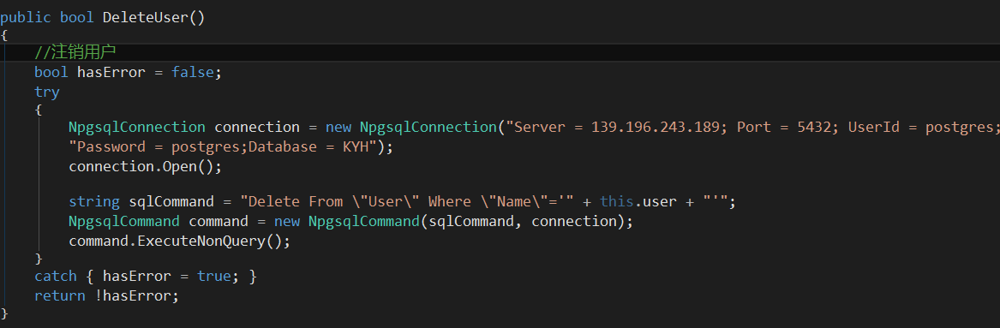 public bool DeleteUser()
{
//注销用户
bool hasError = false;
try
{
NpgsqlConnection connection = new NpgsqlConnection("Server = 139.196.243.189; Port = 5432; UserId = postgres;
"Password = postgres;Database = KYH");
connection.Open();
string sqlCommand = "Delete From \"User\" Where \"Name\"='" + this.user + "'";
NpgsqlCommand command = new NpgsqlCommand(sqlCommand, connection);
command.ExecuteNonQuery();
}
catch { hasError = true; }
return !hasError;
}